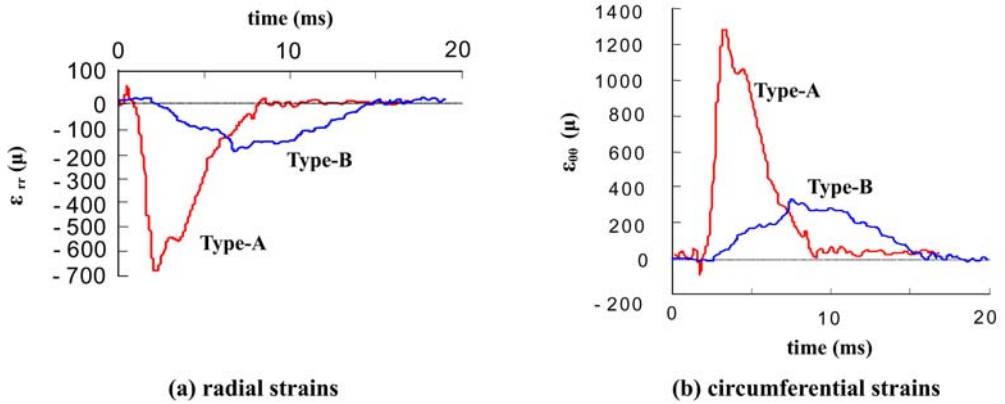 time (ms)
0 10 20
100
0
- 100
- 200
- 300
- 400
- 500
- 600
- 700
ε rr (μ)
Type-B
Type-A
(a) radial strains
1400
1200
1000
800
600
400
200
0
- 200
ε θθ (μ)
Type-A
Type-B
0 10 20
time (ms)
(b) circumferential strains